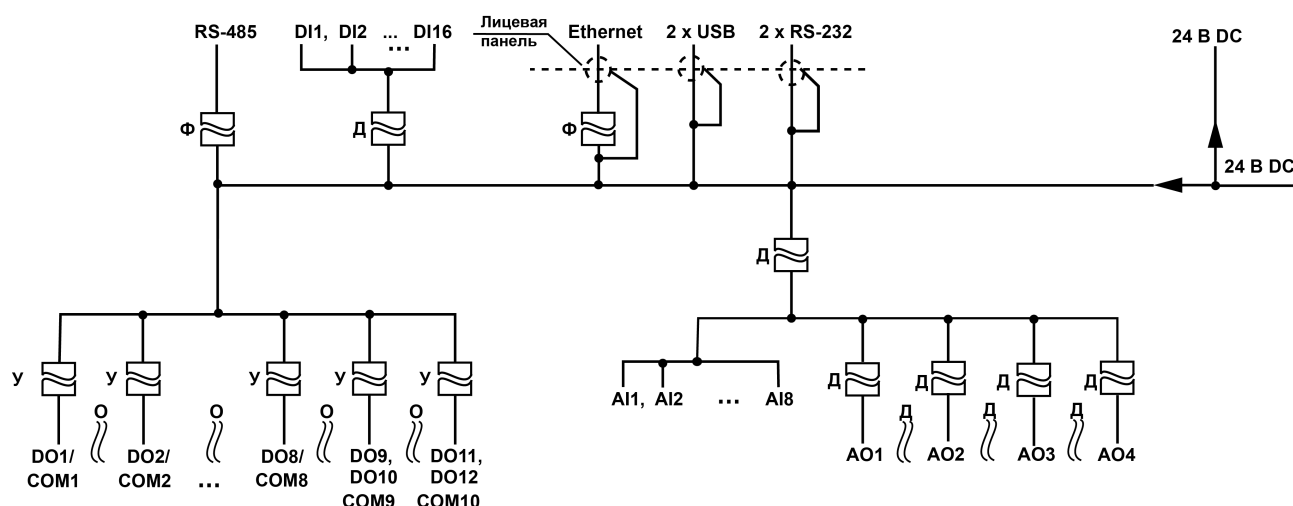 RS-485
DI1, DI2 ... DI16
...
Лицевая
панель
Ethernet
2 x USB
2 x RS-232
24 В DC
Ф
Д
Ф
24 В DC
Д
У У У У У
О О О О
DO1/
COM1
DO2/
COM2
...
DO8/
COM8
DO9,
DO10
COM9
DO11,
DO12
COM10
AI1, AI2 ... AI8
Д Д Д Д
Д Д Д
AO1 AO2 AO3 AO4